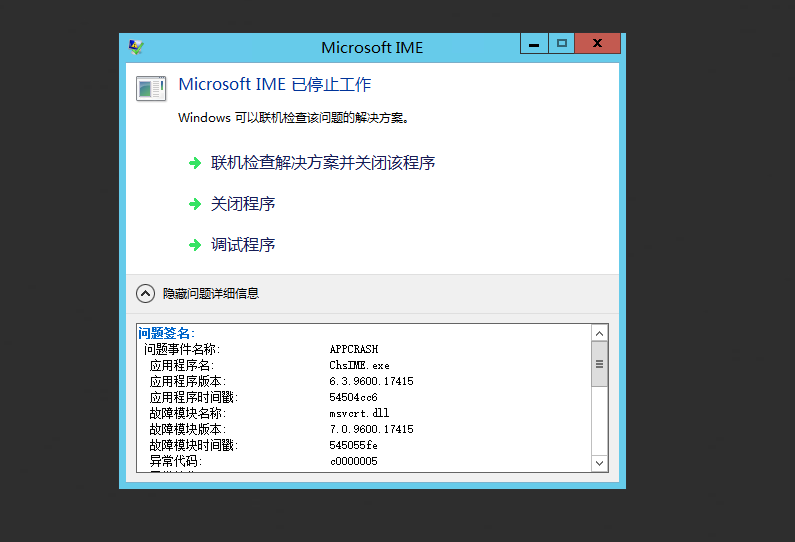 Microsoft IME
Microsoft IME 已停止工作
Windows 可以联机检查该问题的解决方案。
联机检查解决方案并关闭该程序
关闭程序
调试程序
隐藏问题详细信息
问题签名:
问题事件名称: APPCRASH
应用程序名: ChsIME.exe
应用程序版本: 6.3.9600.17415
应用程序时间戳: 54504cc6
故障模块名称: msvcrt.dll
故障模块版本: 7.0.9600.17415
故障模块时间戳: 545055fe
异常代码: c0000005